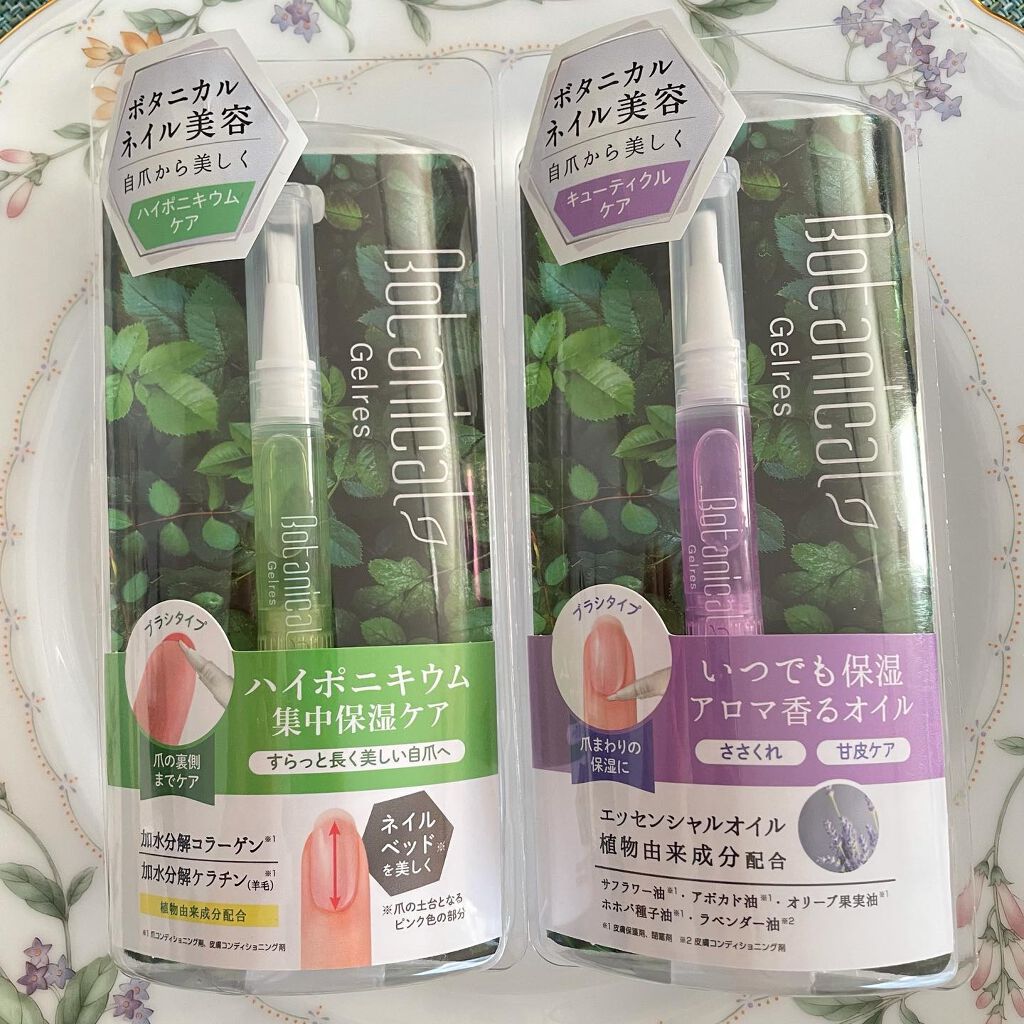 ボタニカル
ネイル美容
自爪から美しく
ハイポニキウム
ケア
Botanical
Gelres
Botanical
Gelres
ブラシタイプ
爪の裏側
までケア
ハイポニキウム
集中保湿ケア
すらっと長く美しい自爪へ
加水分解コラーゲン※1
加水分解ケラチン(羊毛)※1
植物由来成分配合
※1 爪コンディショニング剤、皮膚コンディショニング剤
ネイル
ベッド※
を美しく
※爪の土台となる
ピンク色の部分
ボタニカル
ネイル美容
自爪から美しく
キューティクル
ケア
Botanical
Gelres
Botanical
Gelres
ブラシタイプ
爪まわりの
保湿に
いつでも保湿
アロマ香るオイル
ささくれ
甘皮ケア
エッセンシャルオイル
植物由来成分配合
サフラワー油※1・アボカド油※1・オリーブ果実油※1
ホホバ種子油※1・ラベンダー油※2
※1 皮膚保護剤、閉塞剤 ※2 皮膚コンディショニング剤